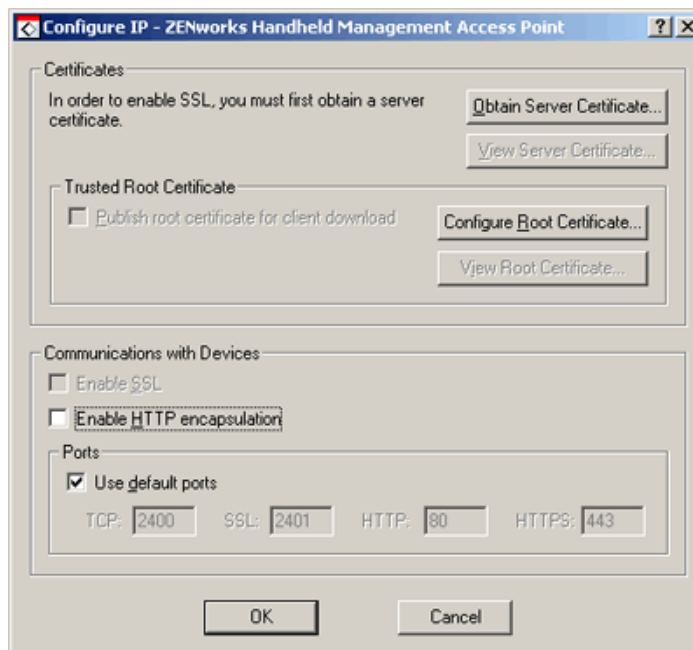 Configure IP - ZENworks Handheld Management Access Point
Certificates
In order to enable SSL, you must first obtain a server
certificate.
Obtain Server Certificate...
View Server Certificate...
Trusted Root Certificate
Publish root certificate for client download
Configure Root Certificate...
View Root Certificate...
Communications with Devices
Enable SSL
Enable HTTP encapsulation
Ports
Use default ports
TCP: 2400 SSL: 2401 HTTP: 80 HTTPS: 443
OK Cancel